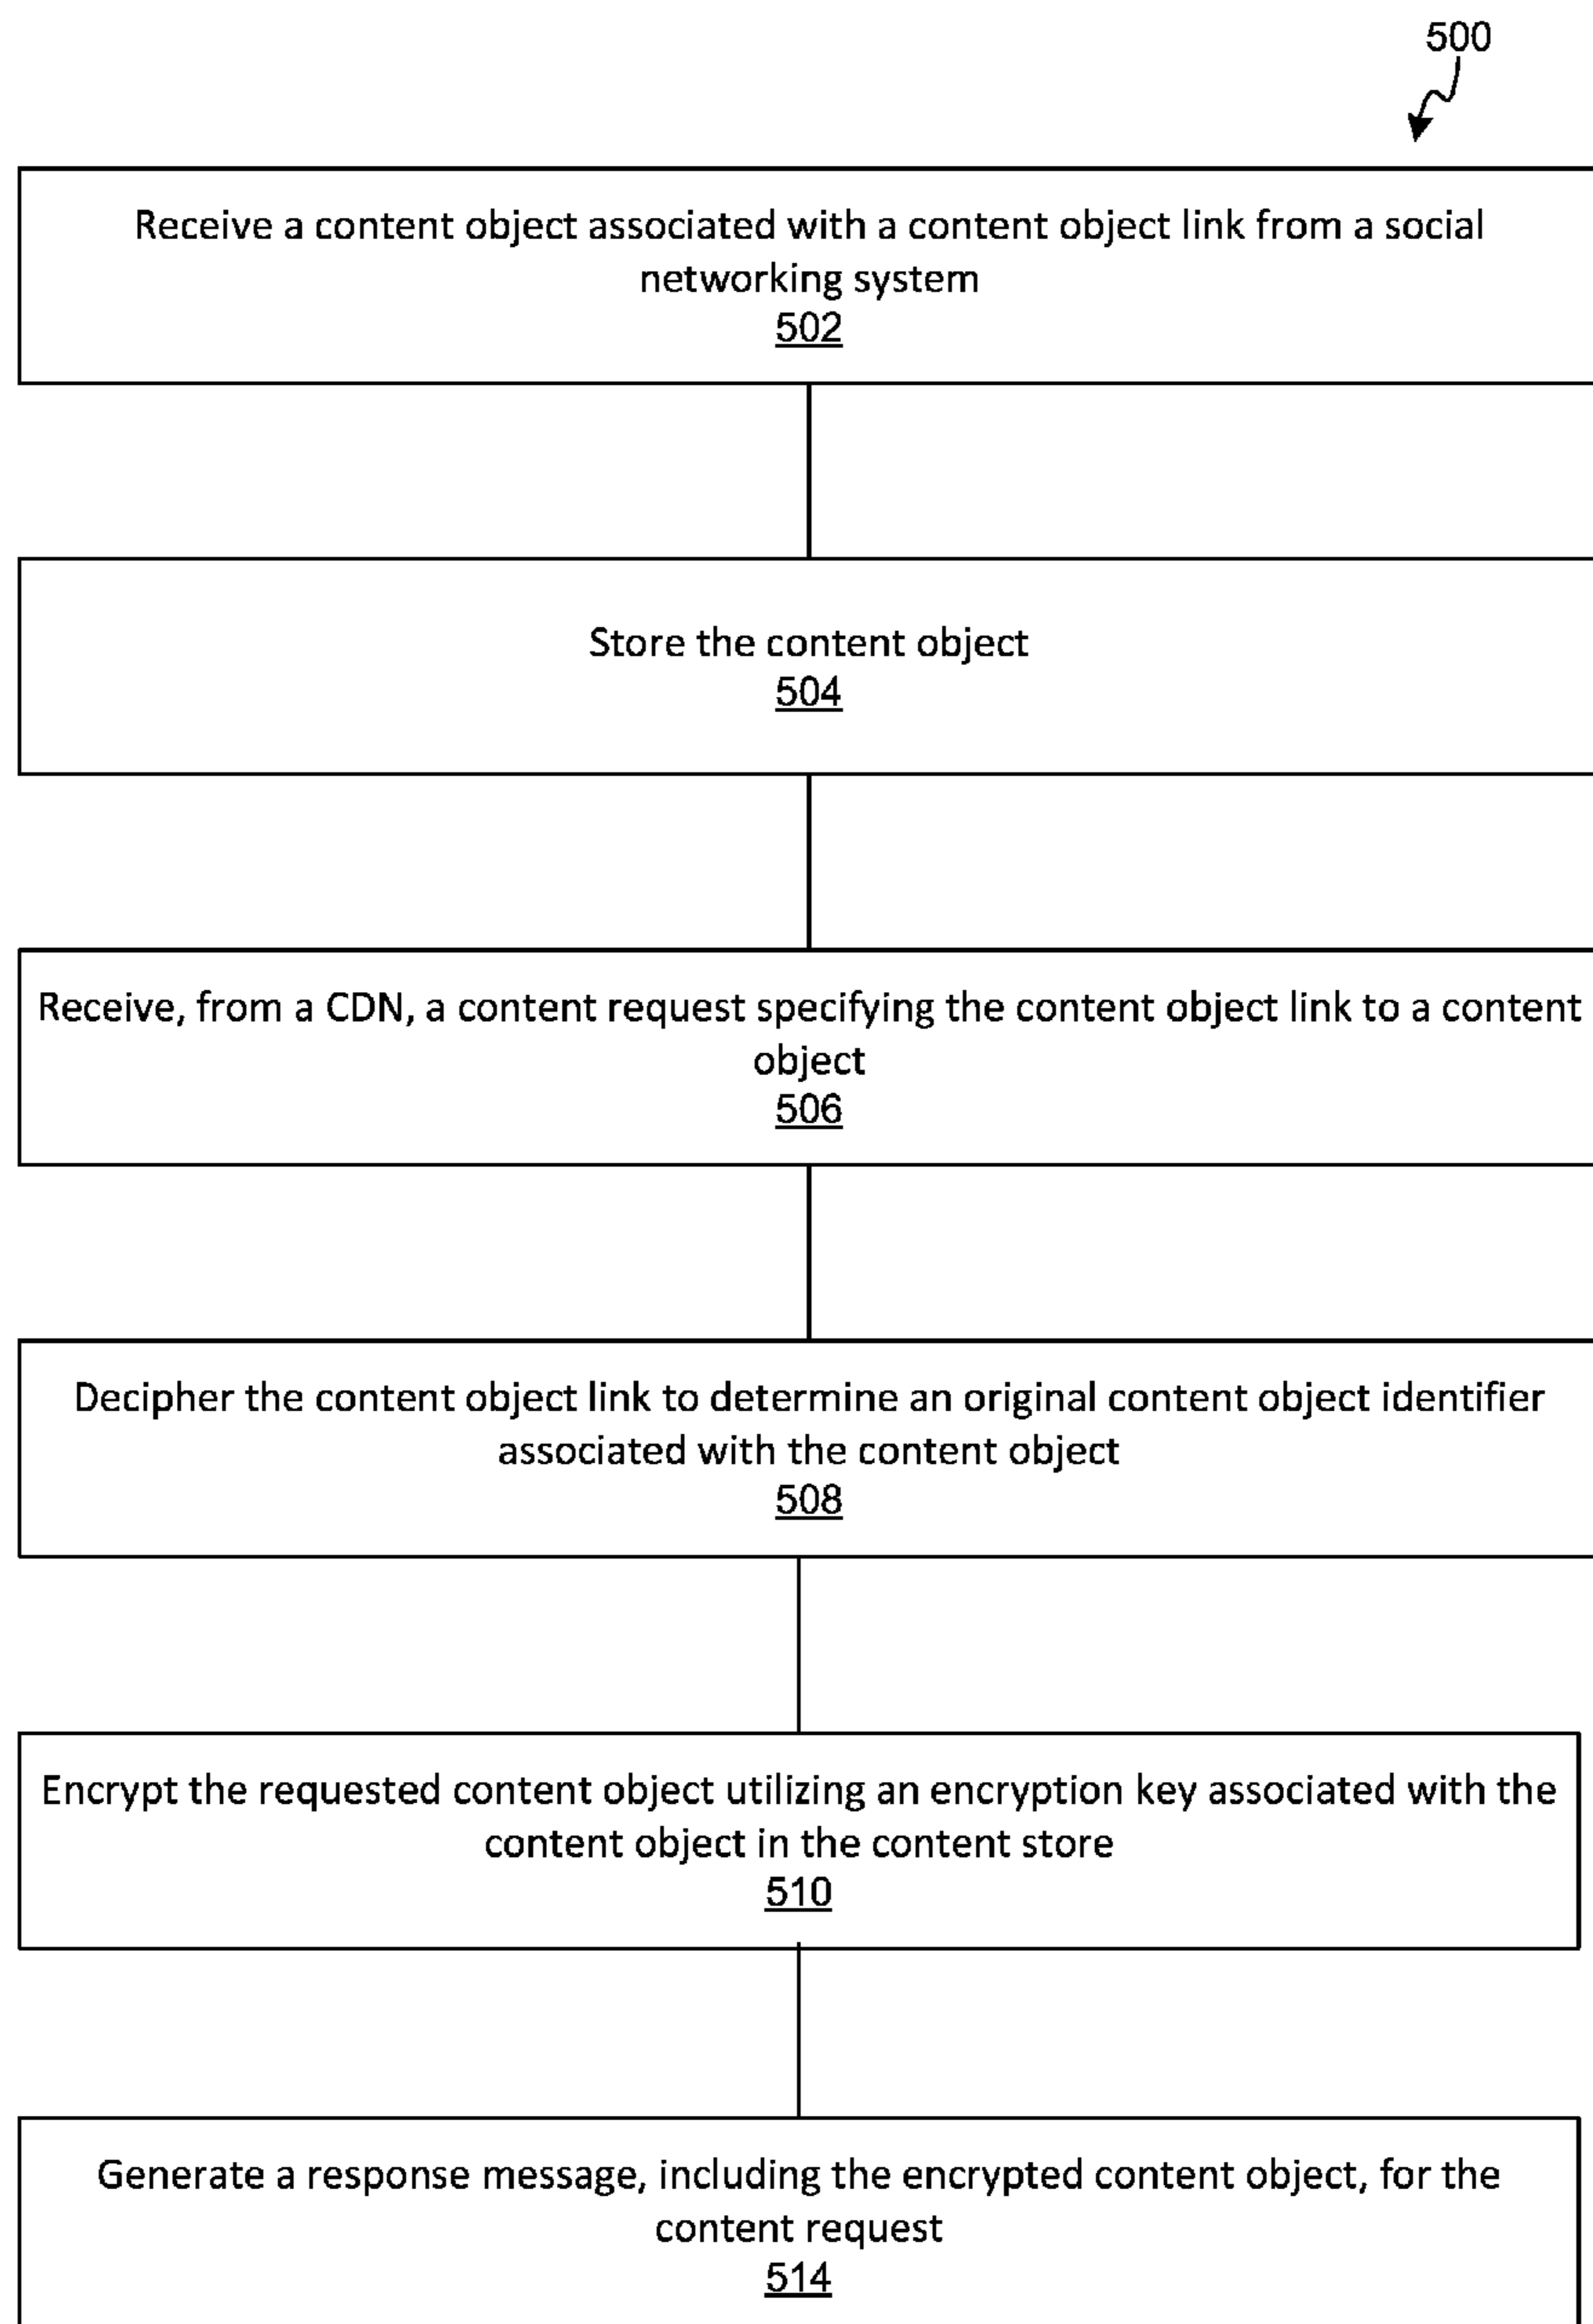 500
Receive a content object associated with a content object link from a social
networking system
502
Store the content object
504
Receive, from a CDN, a content request specifying the content object link to a content
object
506
Decipher the content object link to determine an original content object identifier
associated with the content object
508
Encrypt the requested content object utilizing an encryption key associated with the
content object in the content store
510
Generate a response message, including the encrypted content object, for the
content request
514